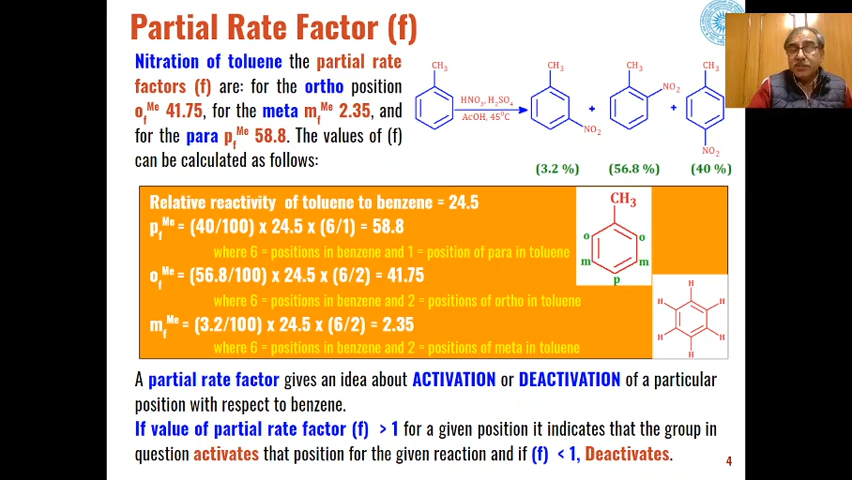 Partial Rate Factor (f)
Nitration of toluene the partial rate
factors (f) are: for the ortho position
of^Me 41.75, for the meta mf^Me 2.35, and
for the para pf^Me 58.8. The values of (f)
can be calculated as follows:
CH3
HNO3, H2SO4
AcOH, 45°C
CH3
NO2
(3.2 %)
+
CH3
NO2
(56.8 %)
+
CH3
NO2
(40 %)
Relative reactivity of toluene to benzene = 24.5
pf^Me = (40/100) x 24.5 x (6/1) = 58.8
where 6 = positions in benzene and 1 = position of para in toluene
of^Me = (56.8/100) x 24.5 x (6/2) = 41.75
where 6 = positions in benzene and 2 = positions of ortho in toluene
mf^Me = (3.2/100) x 24.5 x (6/2) = 2.35
where 6 = positions in benzene and 2 = positions of meta in toluene
CH3
o o
m m
p
H
H H
H H
H
A partial rate factor gives an idea about ACTIVATION or DEACTIVATION of a particular
position with respect to benzene.
If value of partial rate factor (f) > 1 for a given position it indicates that the group in
question activates that position for the given reaction and if (f) < 1, Deactivates.
4